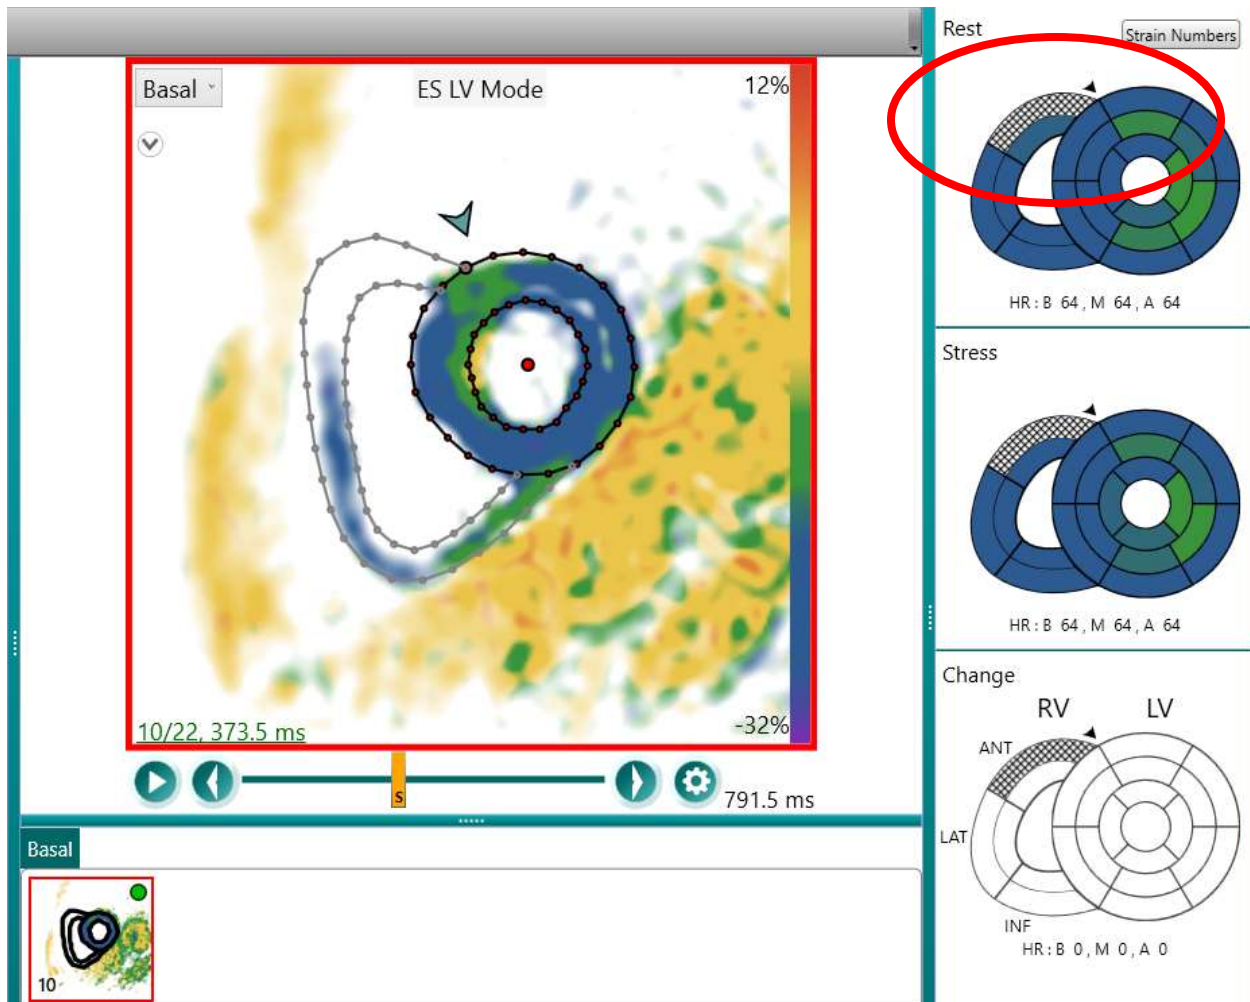 Rest
Strain Numbers
Basal
ES LV Mode
12%
HR : B 64 , M 64 , A 64
Stress
HR : B 64 , M 64 , A 64
-32%
10/22, 373.5 ms
S
791.5 ms
Change
RV LV
ANT
LAT
INF
HR : B 0 , M 0 , A 0
Basal
10